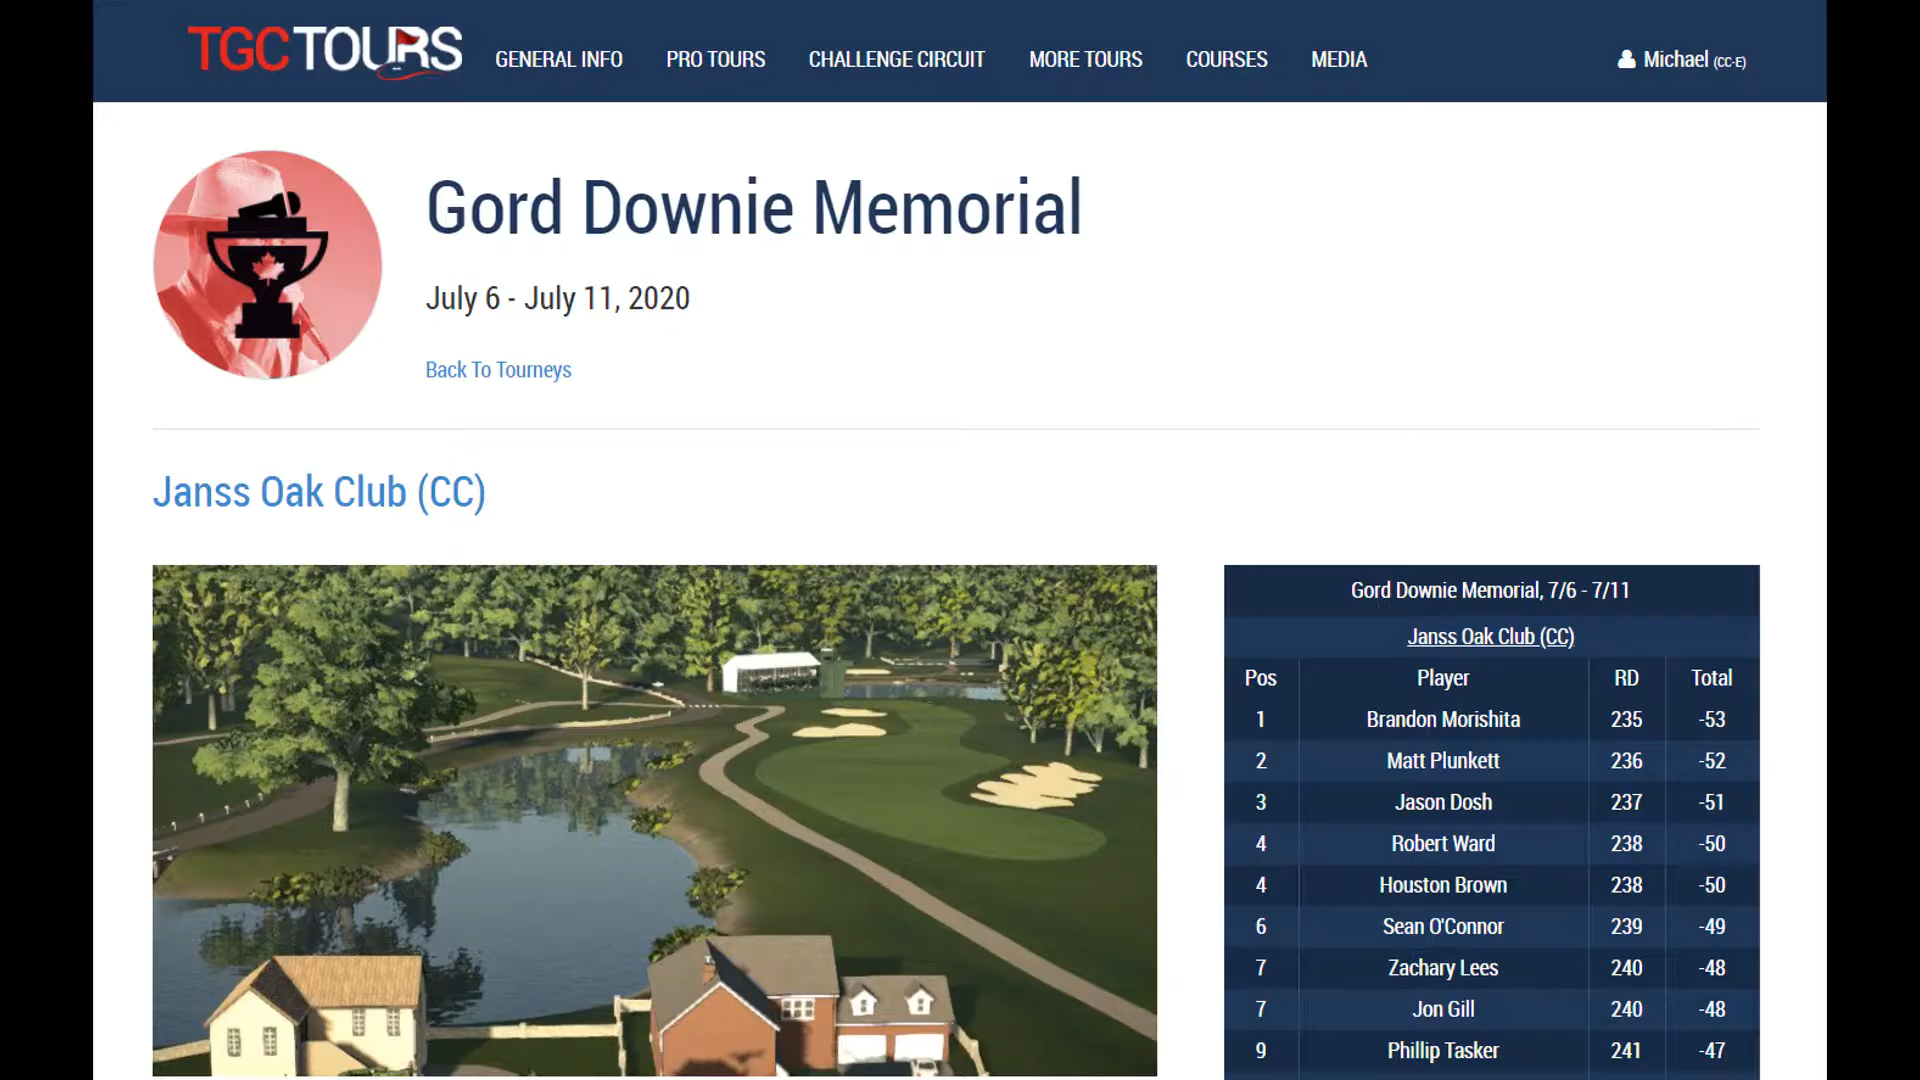 TGCTOURS
GENERAL INFO PRO TOURS CHALLENGE CIRCUIT MORE TOURS COURSES MEDIA Michael (CC-E)
Gord Downie Memorial
July 6 - July 11, 2020
Back To Tourneys
Janss Oak Club (CC)
Gord Downie Memorial, 7/6 - 7/11
Janss Oak Club (CC)
Pos Player RD Total
1 Brandon Morishita 235 -53
2 Matt Plunkett 236 -52
3 Jason Dosh 237 -51
4 Robert Ward 238 -50
4 Houston Brown 238 -50
6 Sean O'Connor 239 -49
7 Zachary Lees 240 -48
7 Jon Gill 240 -48
9 Phillip Tasker 241 -47